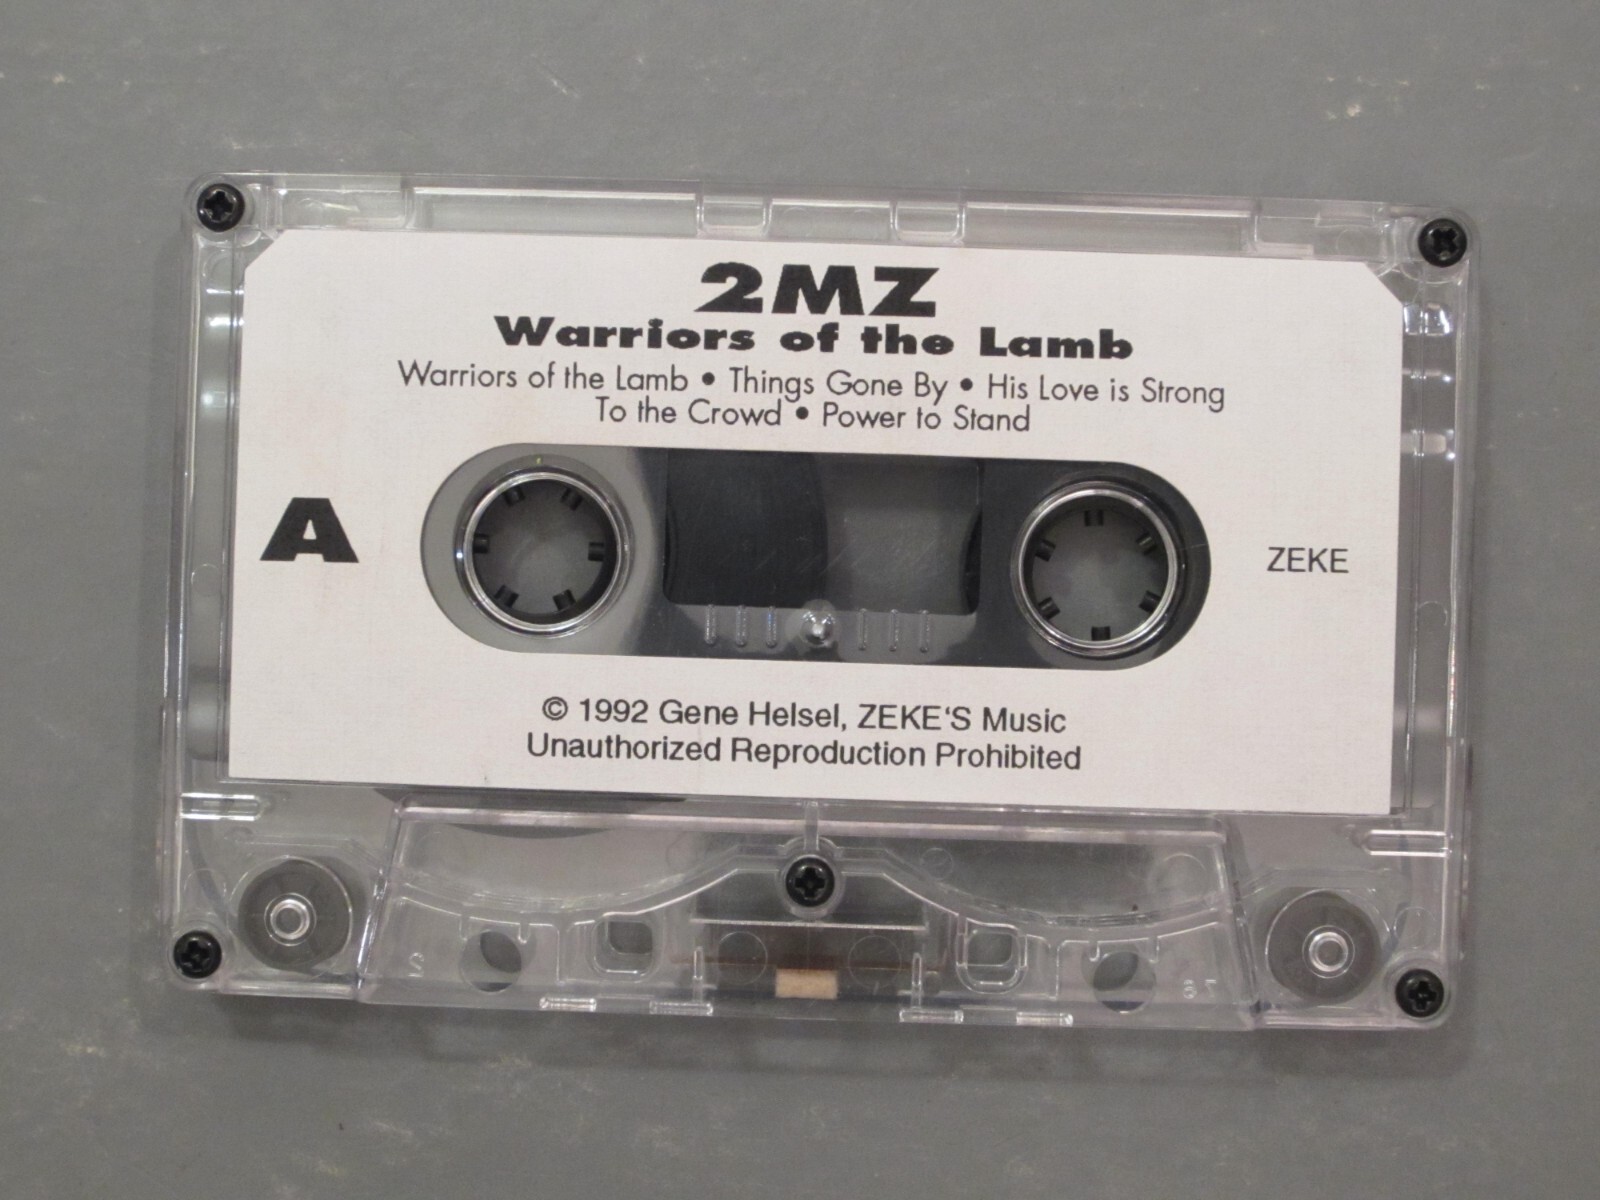 2MZ
Warriors of the Lamb
Warriors of the Lamb • Things Gone By • His Love is Strong
To the Crowd • Power to Stand
A
ZEKE
© 1992 Gene Helsel, ZEKE‘S Music
Unauthorized Reproduction Prohibited